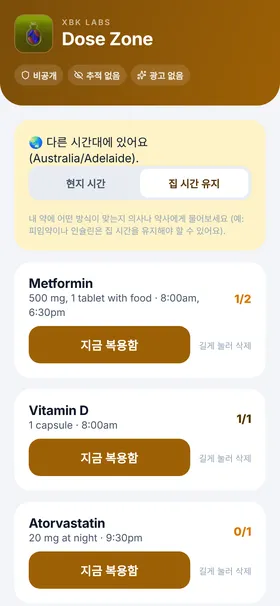 XBK LABS
Dose Zone
비공개
추적 없음
광고 없음
🌏 다른 시간대에 있어요
(Australia/Adelaide).
현지 시간
집 시간 유지
내 약에 어떤 방식이 맞는지 의사나 약사에게 물어보세요 (예:
피임약이나 인슐린은 집 시간을 유지해야 할 수 있어요).
Metformin
500 mg, 1 tablet with food · 8:00am,
6:30pm
1/2
지금 복용함
길게 눌러 삭제
Vitamin D
1 capsule · 8:00am
1/1
지금 복용함
길게 눌러 삭제
Atorvastatin
20 mg at night · 9:30pm
0/1
지금 복용함
길게 눌러 삭제